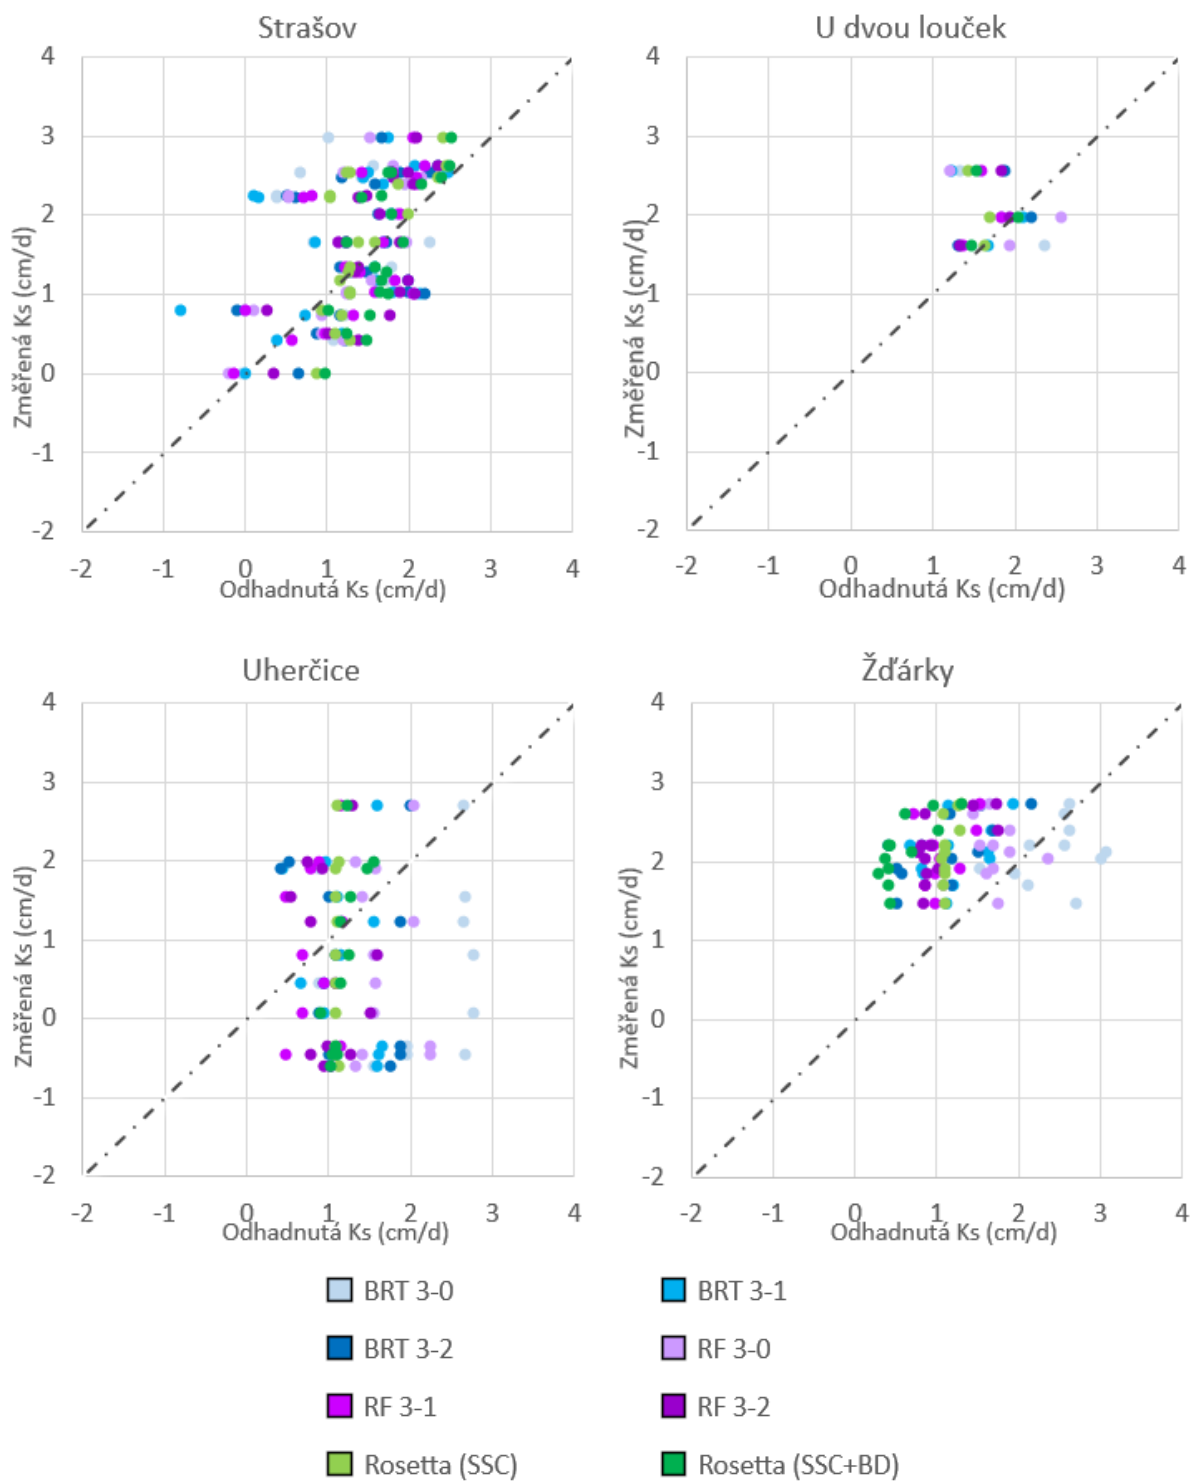 Strašov
4
3
2
1
0
-1
-2
-2 -1 0 1 2 3 4
Změřená Ks (cm/d)
Odhadnutá Ks (cm/d)
U dvou louček
4
3
2
1
0
-1
-2
-2 -1 0 1 2 3 4
Změřená Ks (cm/d)
Odhadnutá Ks (cm/d)
Uherčice
4
3
2
1
0
-1
-2
-2 -1 0 1 2 3 4
Změřená Ks (cm/d)
Odhadnutá Ks (cm/d)
Žďárky
4
3
2
1
0
-1
-2
-2 -1 0 1 2 3 4
Změřená Ks (cm/d)
Odhadnutá Ks (cm/d)
BRT 3-0
BRT 3-1
BRT 3-2
RF 3-0
RF 3-1
RF 3-2
Rosetta (SSC)
Rosetta (SSC+BD)